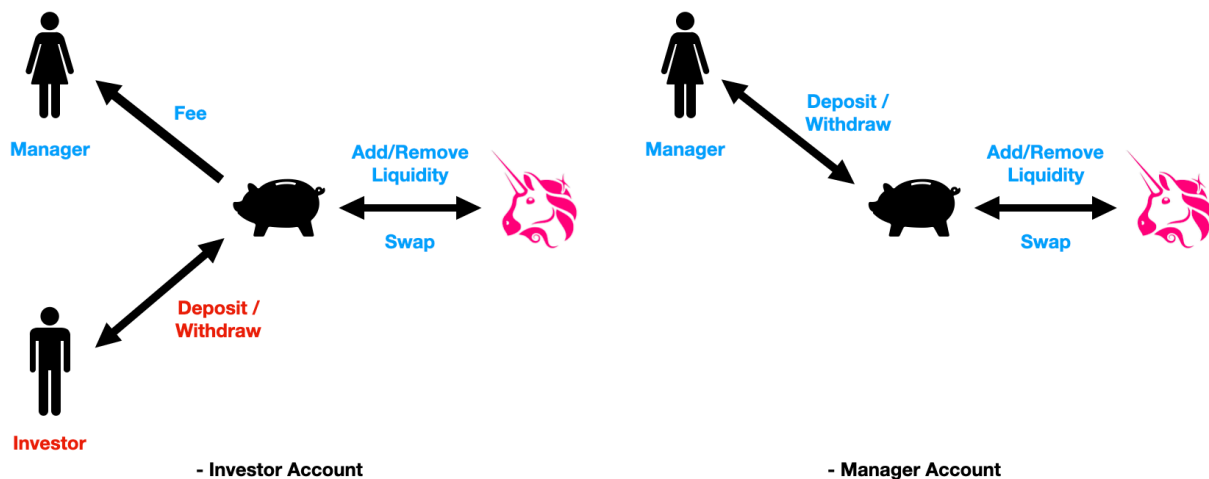 Fee
Manager
Add/Remove
Liquidity
Swap
Deposit /
Withdraw
Investor
- Investor Account
Deposit /
Withdraw
Manager
Add/Remove
Liquidity
Swap
- Manager Account